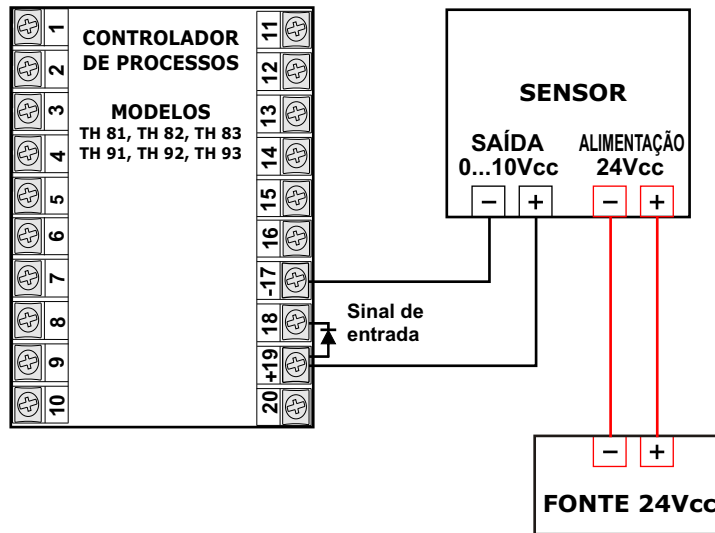 1
2
3
4
5
6
7
8
9
10
CONTROLADOR
DE PROCESSOS
MODELOS
TH 81, TH 82, TH 83
TH 91, TH 92, TH 93
11
12
13
14
15
16
-17
18
+19
20
Sinal de
entrada
SENSOR
SAÍDA
0...10Vcc
ALIMENTAÇÃO
24Vcc
− + − +
− +
FONTE 24Vcc